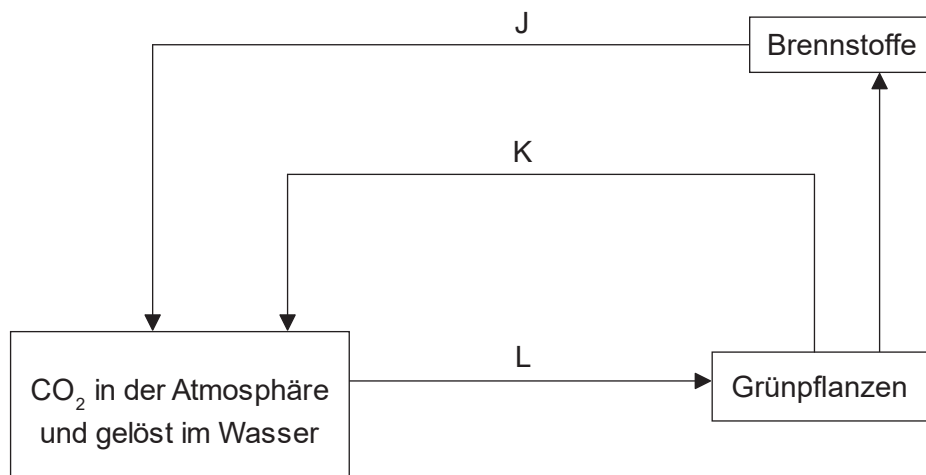 J
Brennstoffe
K
L
CO₂ in der Atmosphäre
und gelöst im Wasser
Grünpflanzen